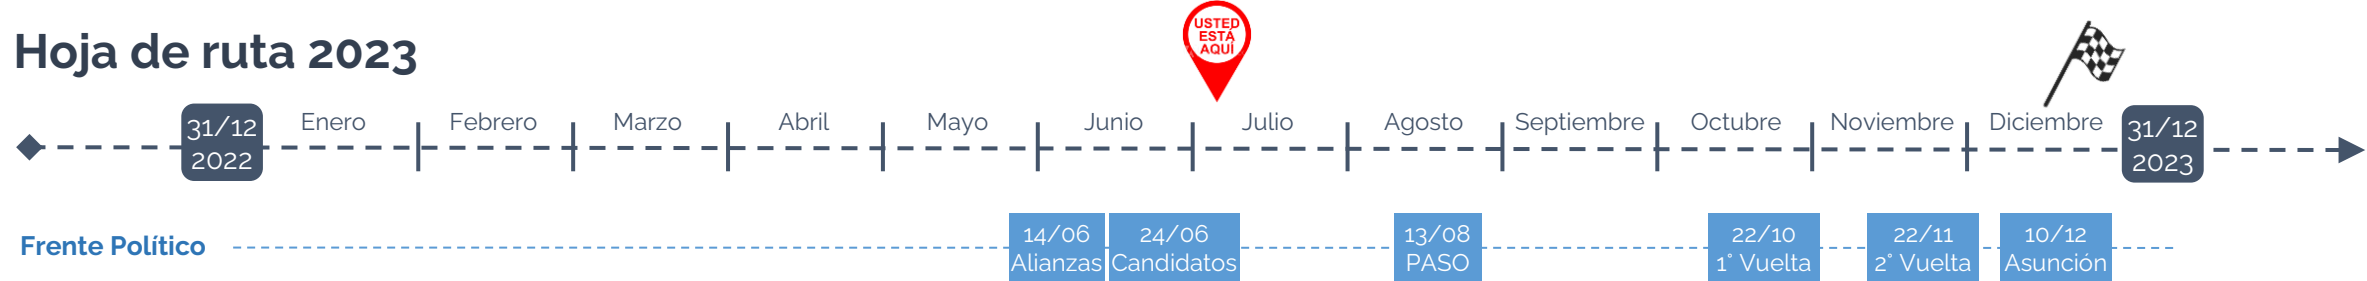 USTED
ESTÁ
AQUÍ
Hoja de ruta 2023
31/12
2022
Enero
Febrero
Marzo
Abril
Mayo
Junio
Julio
Agosto
Septiembre
Octubre
Noviembre
Diciembre
31/12
2023
Frente Político
14/06
Alianzas
24/06
Candidatos
13/08
PASO
22/10
1° Vuelta
22/11
2° Vuelta
10/12
Asunción